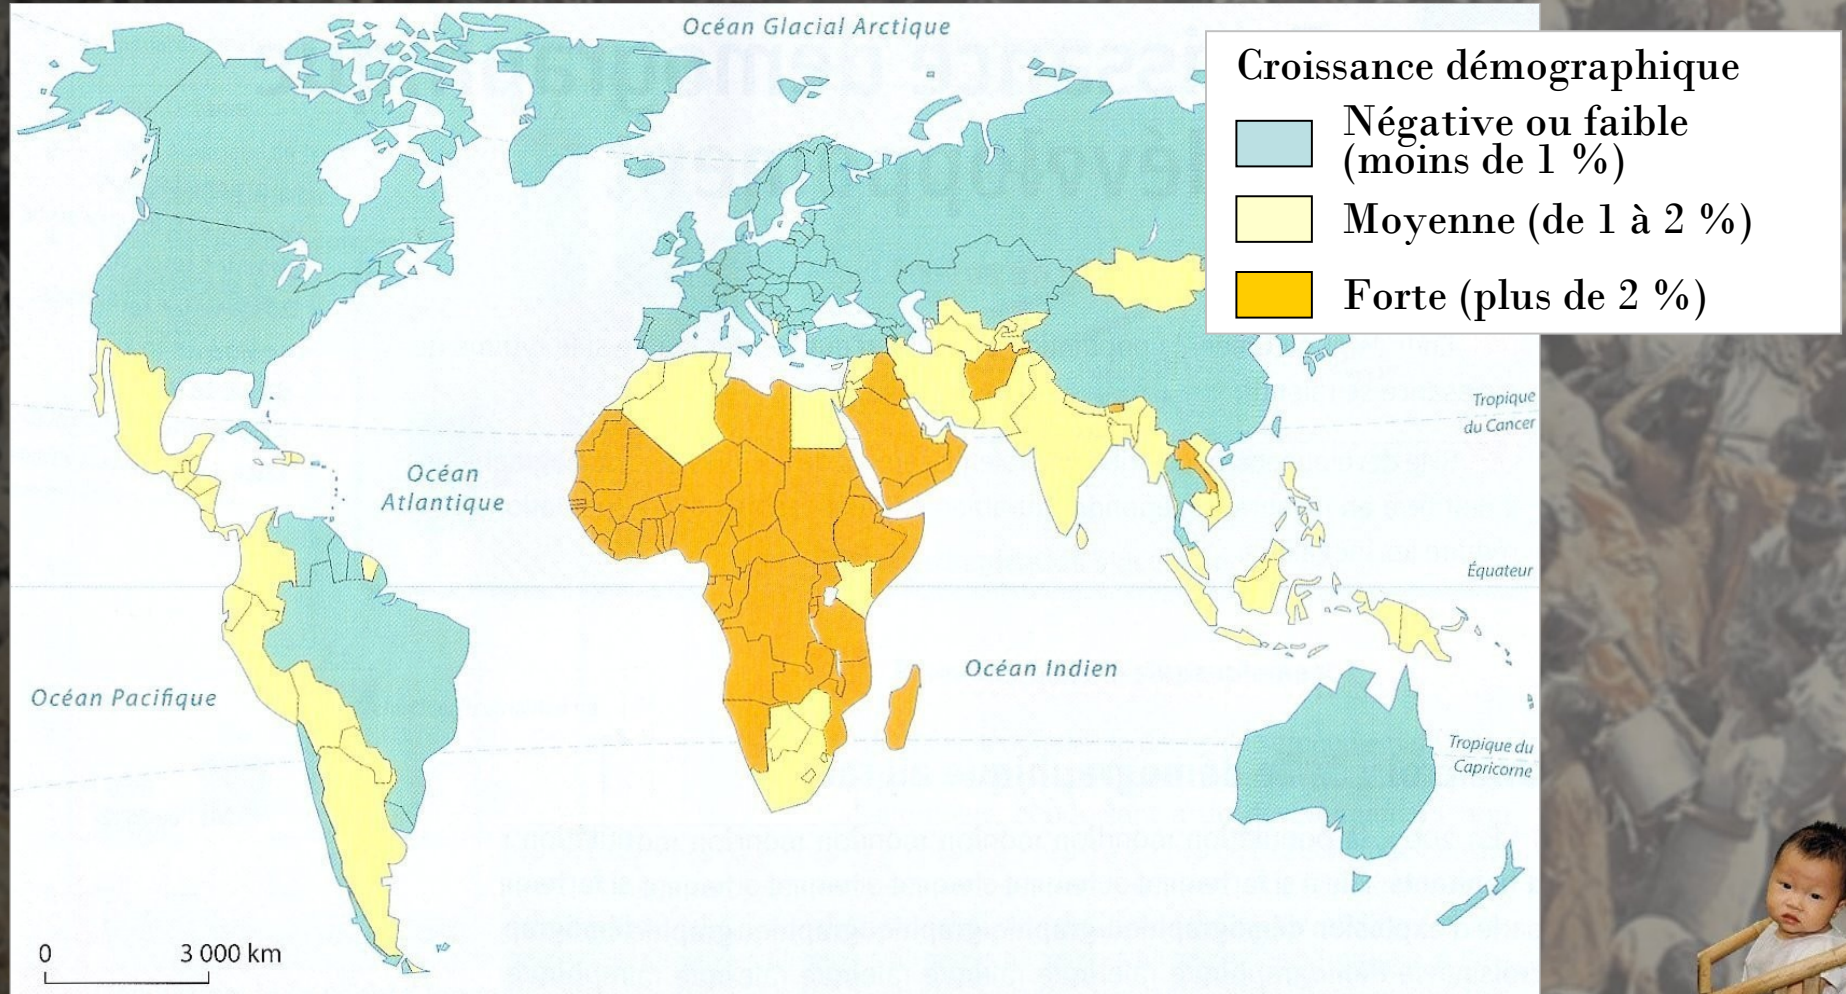 Océan Glacial Arctique
Croissance démographique
Négative ou faible
(moins de 1 %)
Moyenne (de 1 à 2 %)
Forte (plus de 2 %)
Tropique
du Cancer
Océan
Atlantique
Équateur
Océan Indien
Océan Pacifique
Tropique du
Capricorne
0 3 000 km